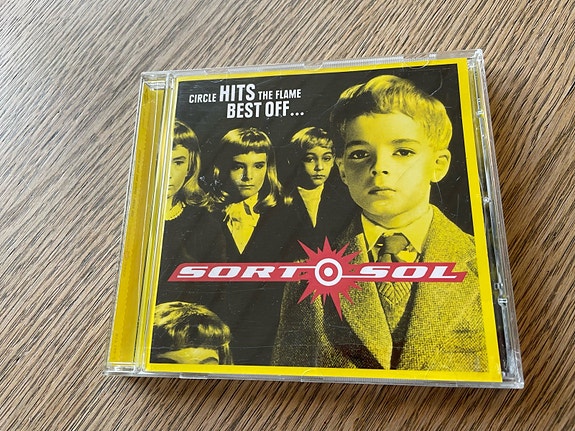 CIRCLE HITS THE FLAME
BEST OFF...
SORT SOL